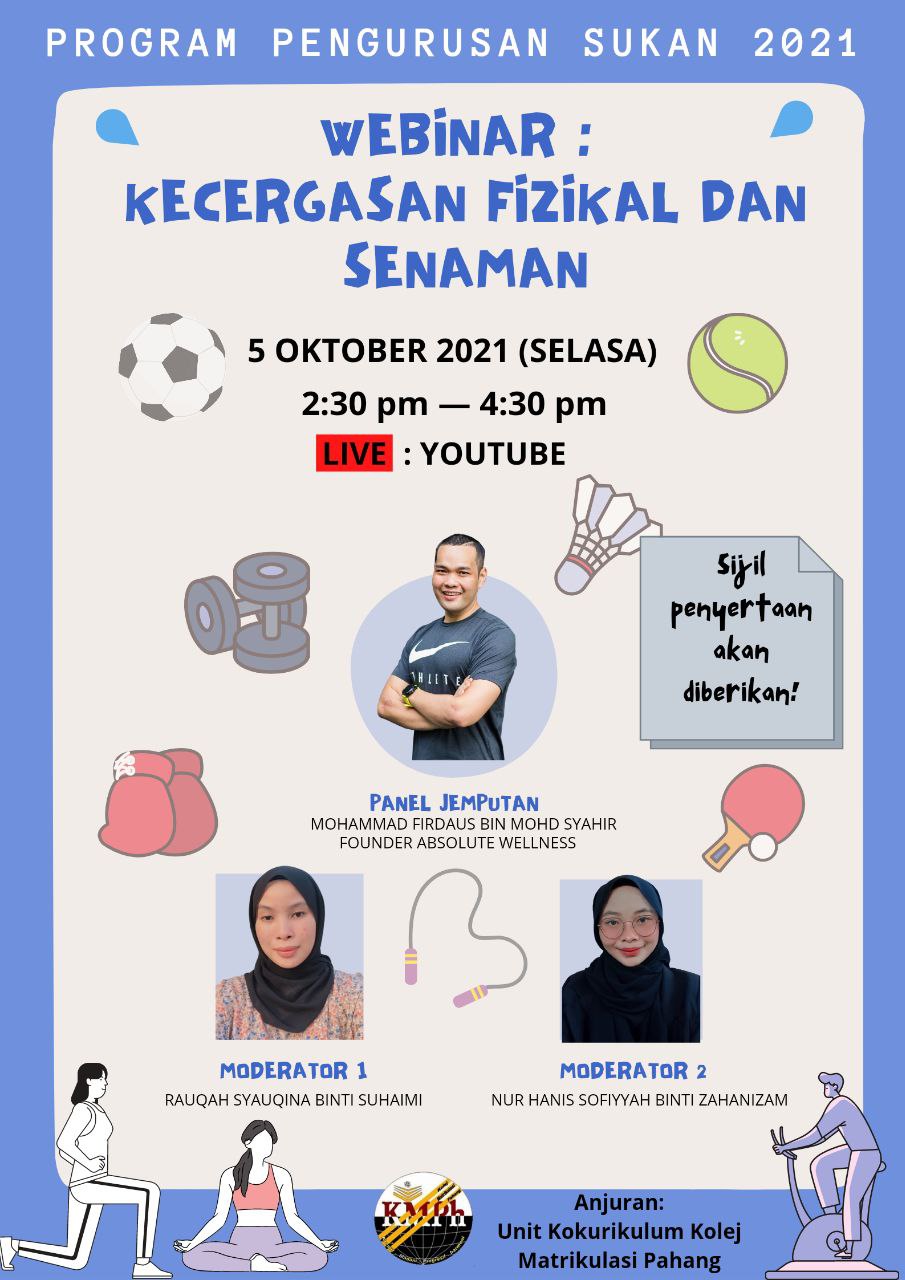 PROGRAM PENGURUSAN SUKAN 2021
WEBINAR :
KECERGASAN FIZIKAL DAN
SENAMAN
5 OKTOBER 2021 (SELASA)
2:30 pm — 4:30 pm
LIVE : YOUTUBE
Sijil
penyertaan
akan
diberikan!
PANEL JEMPUTAN
MOHAMMAD FIRDAUS BIN MOHD SYAHIR
FOUNDER ABSOLUTE WELLNESS
MODERATOR 1
RAUQAH SYAUQINA BINTI SUHAIMI
MODERATOR 2
NUR HANIS SOFIYYAH BINTI ZAHANIZAM
KMPh
Anjuran:
Unit Kokurikulum Kolej
Matrikulasi Pahang